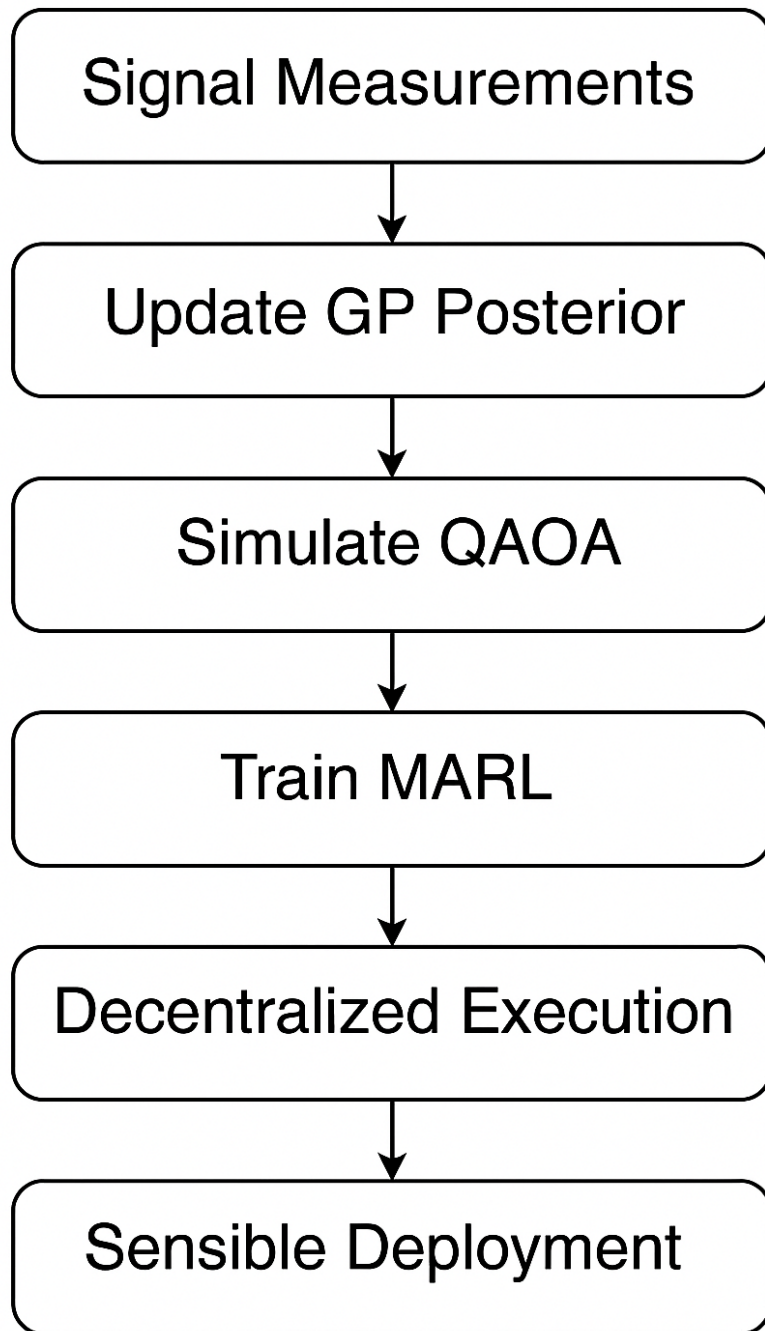 Signal Measurements
Update GP Posterior
Simulate QAOA
Train MARL
Decentralized Execution
Sensible Deployment